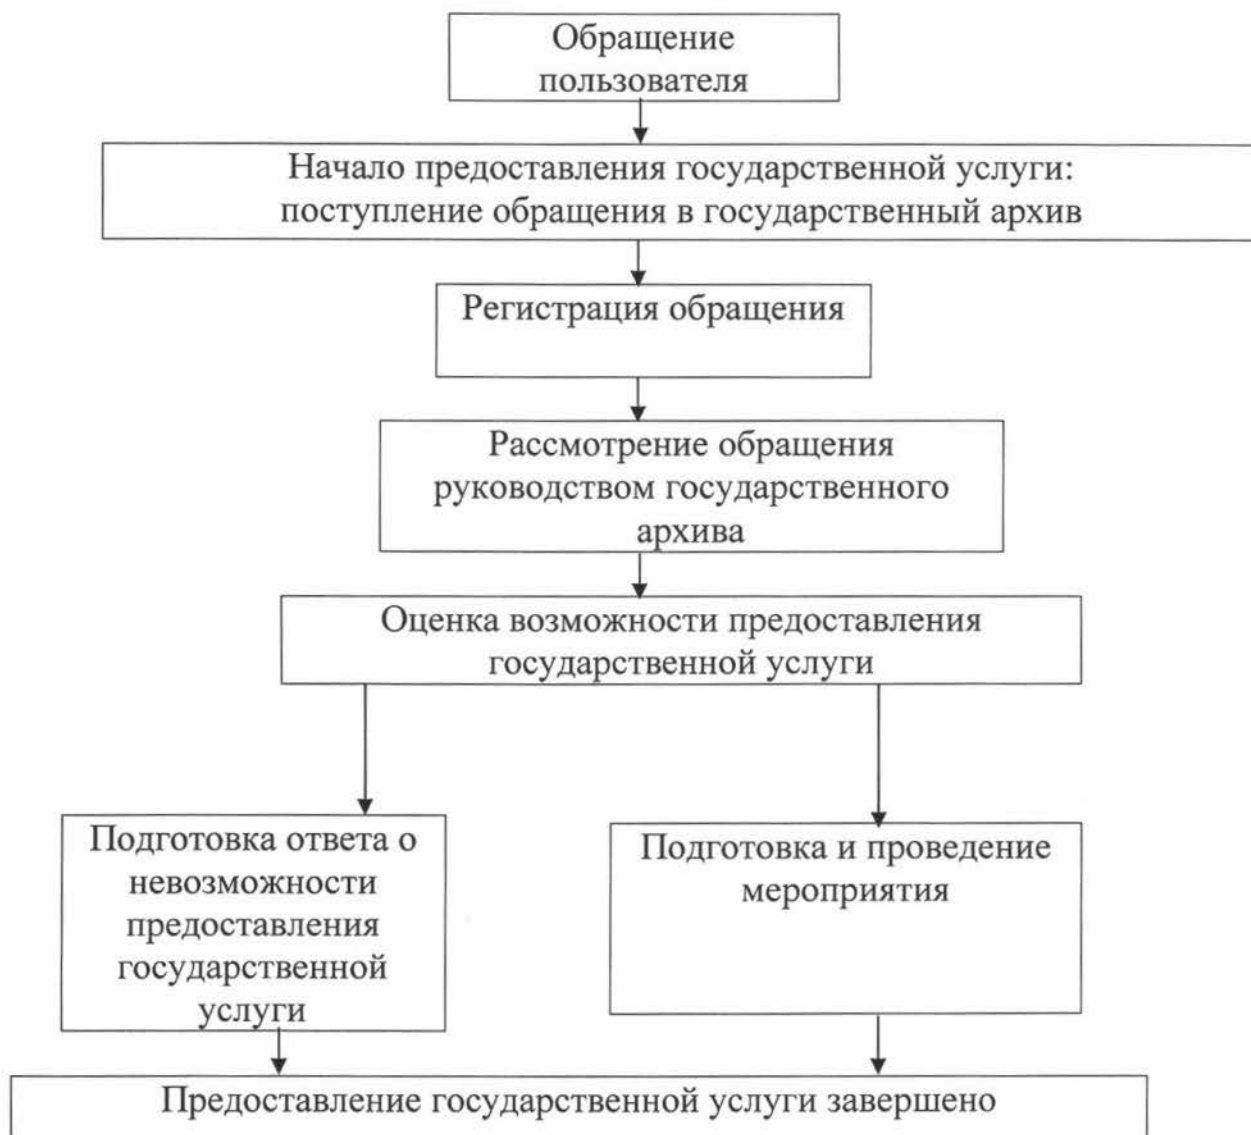 Обращение
пользователя
Начало предоставления государственной услуги:
поступление обращения в государственный архив
Регистрация обращения
Рассмотрение обращения
руководством государственного
архива
Оценка возможности предоставления
государственной услуги
Подготовка ответа о
невозможности
предоставления
государственной
услуги
Подготовка и проведение
мероприятия
Предоставление государственной услуги завершено